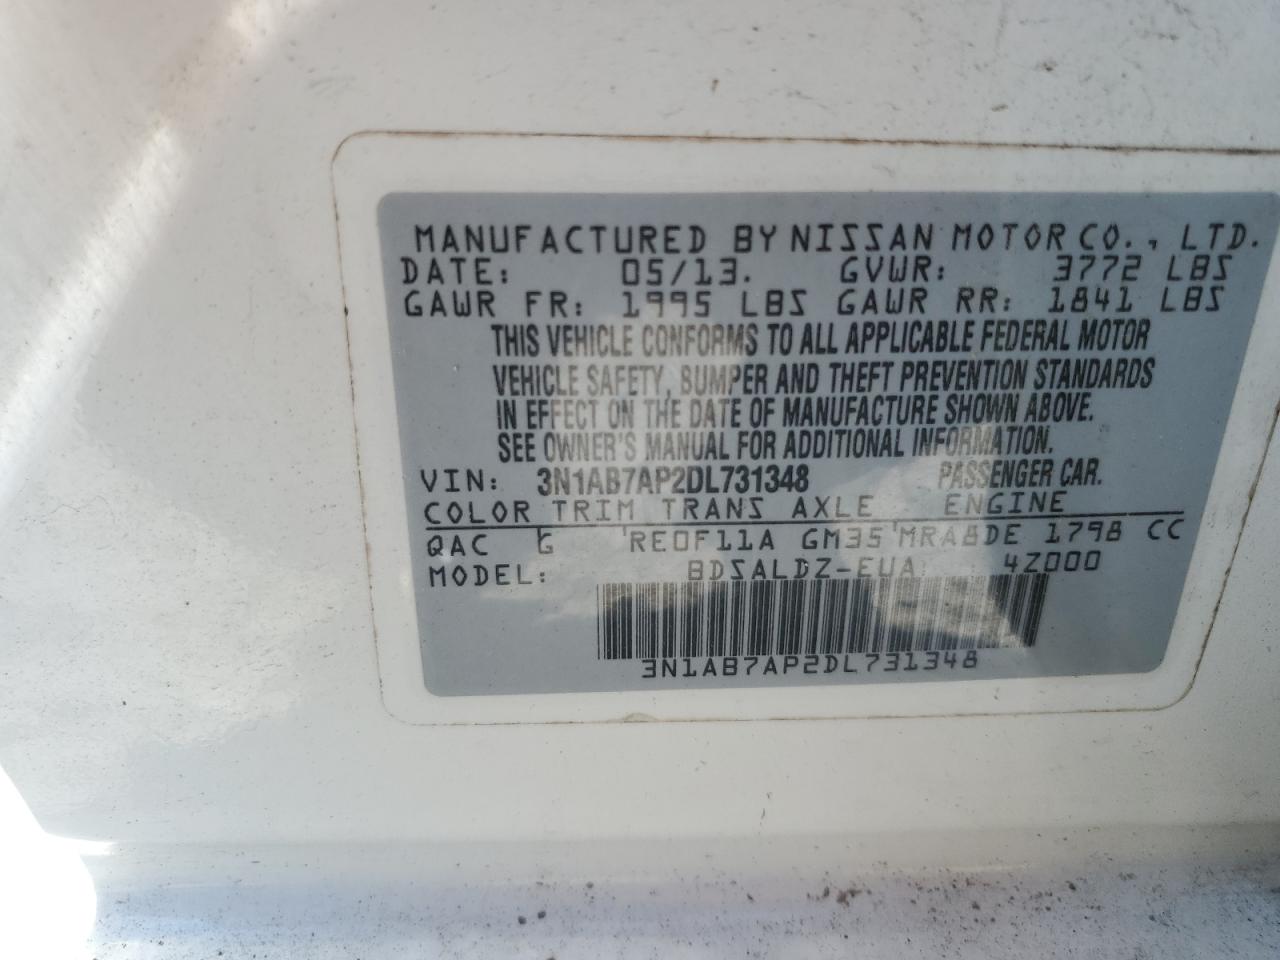 MANUFACTURED BY NISSAN MOTOR CO., LTD.
DATE: 05/13. GVWR: 3772 LBS
GAWR FR: 1995 LBS GAWR RR: 1841 LBS
THIS VEHICLE CONFORMS TO ALL APPLICABLE FEDERAL MOTOR
VEHICLE SAFETY, BUMPER AND THEFT PREVENTION STANDARDS
IN EFFECT ON THE DATE OF MANUFACTURE SHOWN ABOVE.
SEE OWNER'S MANUAL FOR ADDITIONAL INFORMATION.
VIN: 3N1AB7AP2DL731348 PASSENGER CAR.
COLOR TRIM TRANS AXLE ENGINE
QAC G RE0F11A GM35 MRA8DE 1798 CC
MODEL: BDSALDZ-EUA 4Z000
3N1AB7AP2DL731348